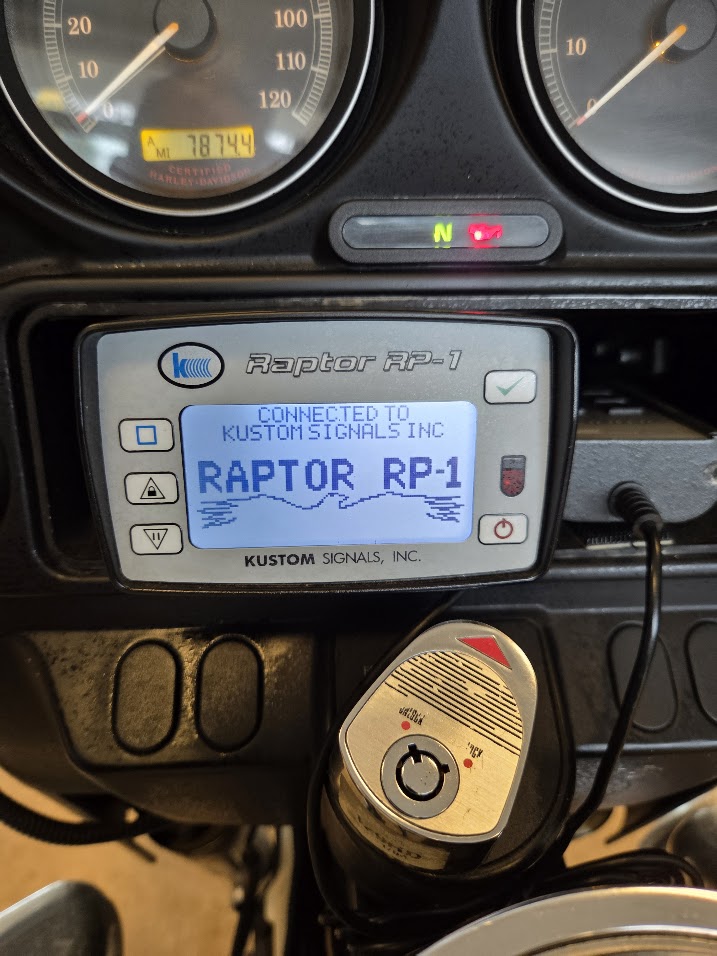 20
10
0
100
110
120
A
MI 7874.4
CERTIFIED
HARLEY-DAVIDSON
10
0
N
k
Raptor RP-1
CONNECTED TO
KUSTOM SIGNALS INC
RAPTOR RP-1
KUSTOM SIGNALS, INC.
UNLOCK